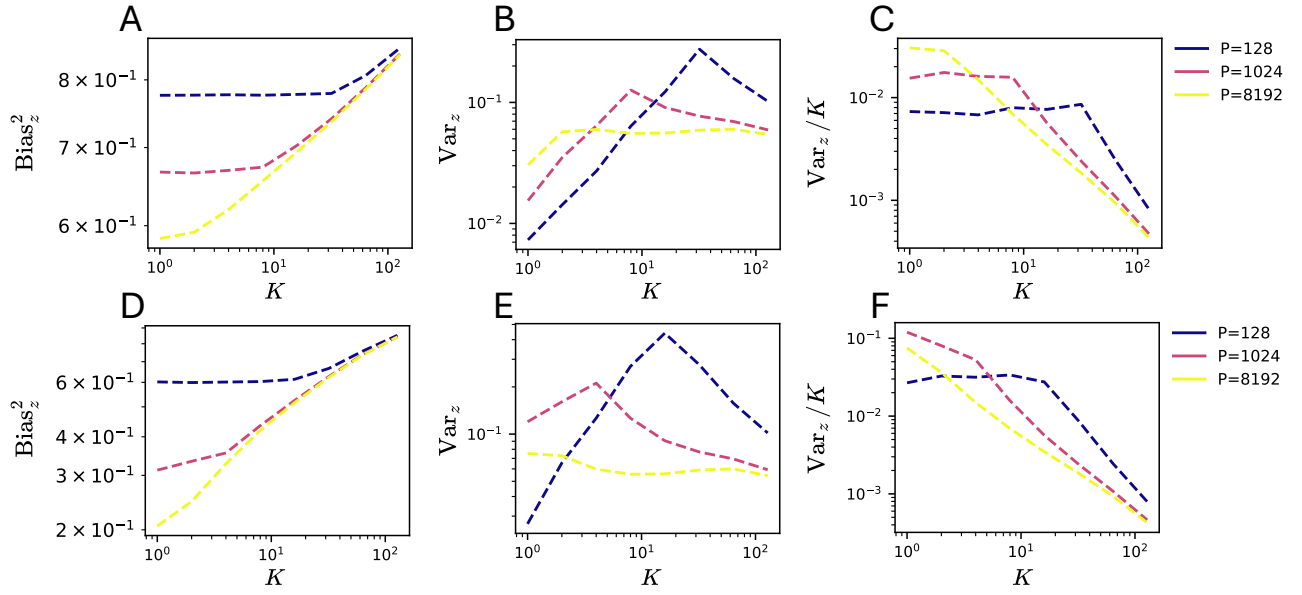 A
B
C
Bias²_z
8 × 10⁻¹
7 × 10⁻¹
6 × 10⁻¹
10⁰
10¹
10²
K
Var_z
10⁻¹
10⁻²
10⁰
10¹
10²
K
Var_z/K
10⁻²
10⁻³
10⁰
10¹
10²
K
P=128
P=1024
P=8192
D
E
F
Bias²_z
6 × 10⁻¹
4 × 10⁻¹
3 × 10⁻¹
2 × 10⁻¹
10⁰
10¹
10²
K
Var_z
10⁻¹
10⁰
10¹
10²
K
Var_z/K
10⁻¹
10⁻²
10⁻³
10⁰
10¹
10²
K
P=128
P=1024
P=8192